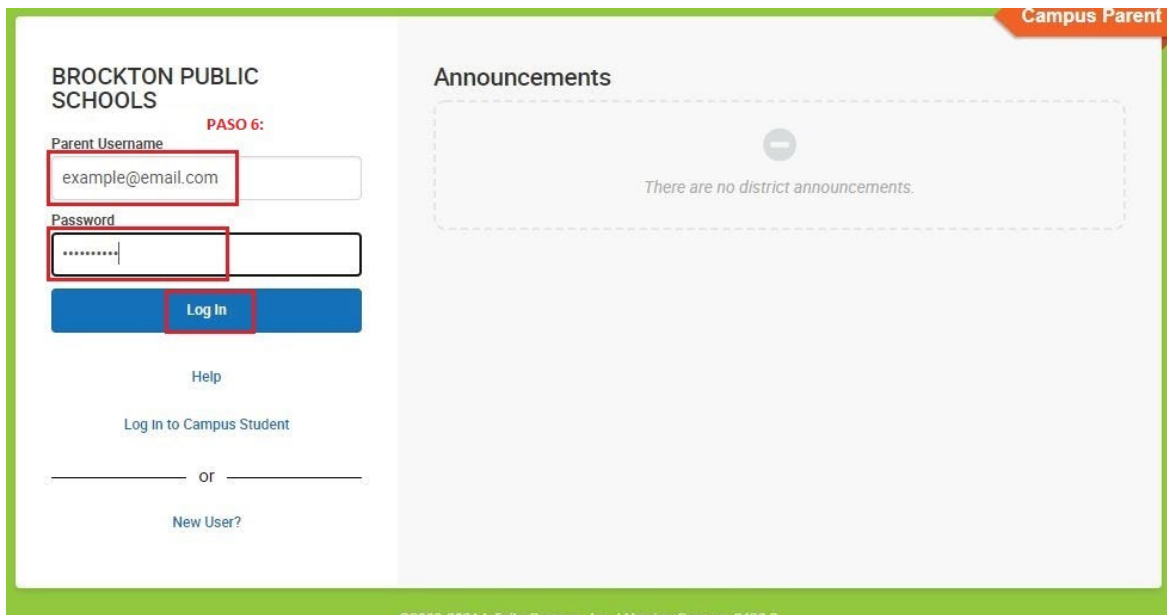 Campus Parent
BROCKTON PUBLIC
SCHOOLS
PASO 6:
Parent Username
example@email.com
Password
••••••••••
Log In
Help
Log In to Campus Student
or
New User?
Announcements
There are no district announcements.